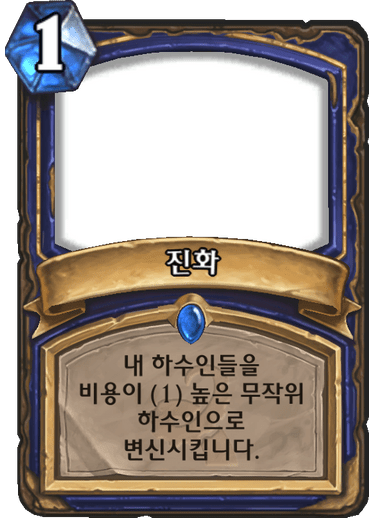 1
진화
내 하수인들을
비용이 (1) 높은 무작위
하수인으로
변신시킵니다.